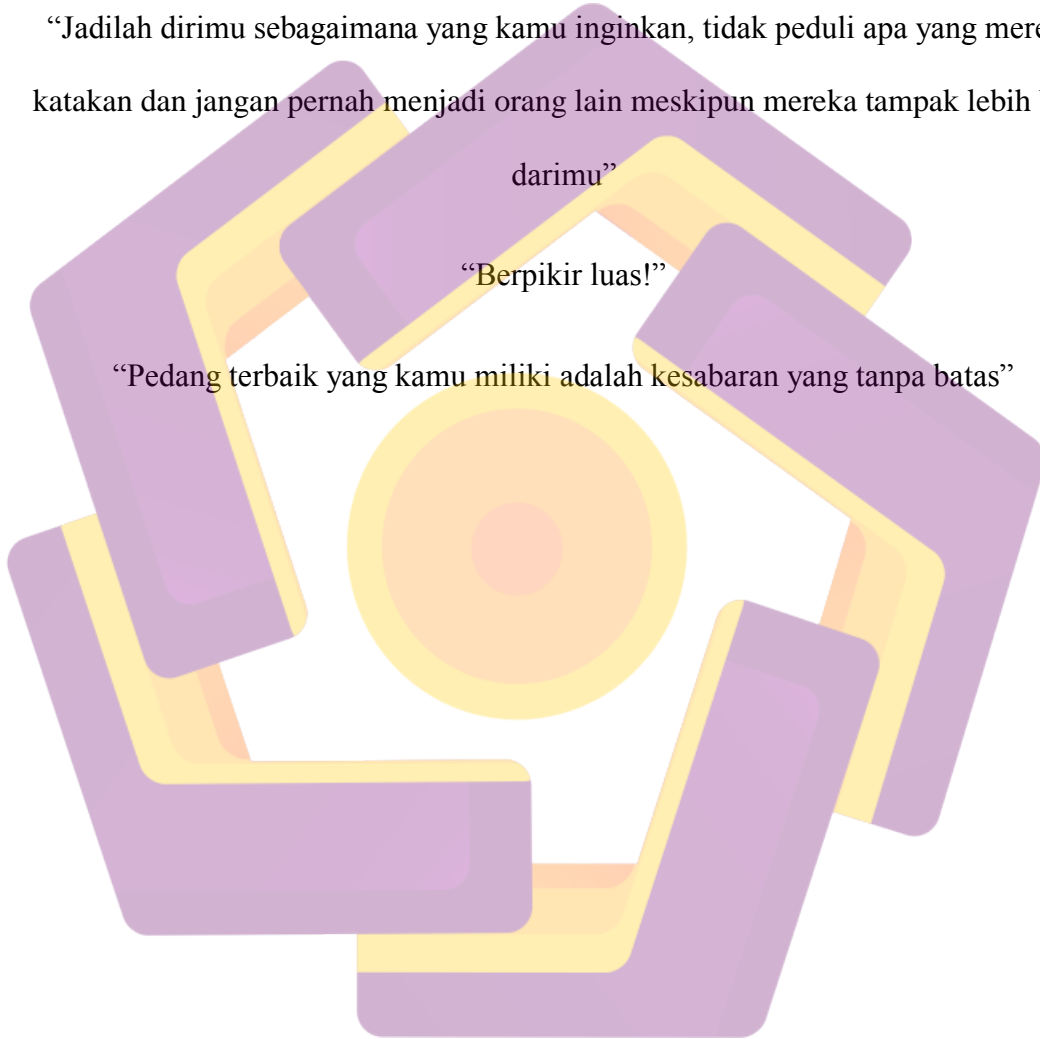 “Jadilah dirimu sebagaimana yang kamu inginkan, tidak peduli apa yang
katakan dan jangan pernah menjadi orang lain meskipun mereka tampak lebih
darimu”
“Berpikir luas!”
“Pedang terbaik yang kamu miliki adalah kesabaran yang tanpa batas”